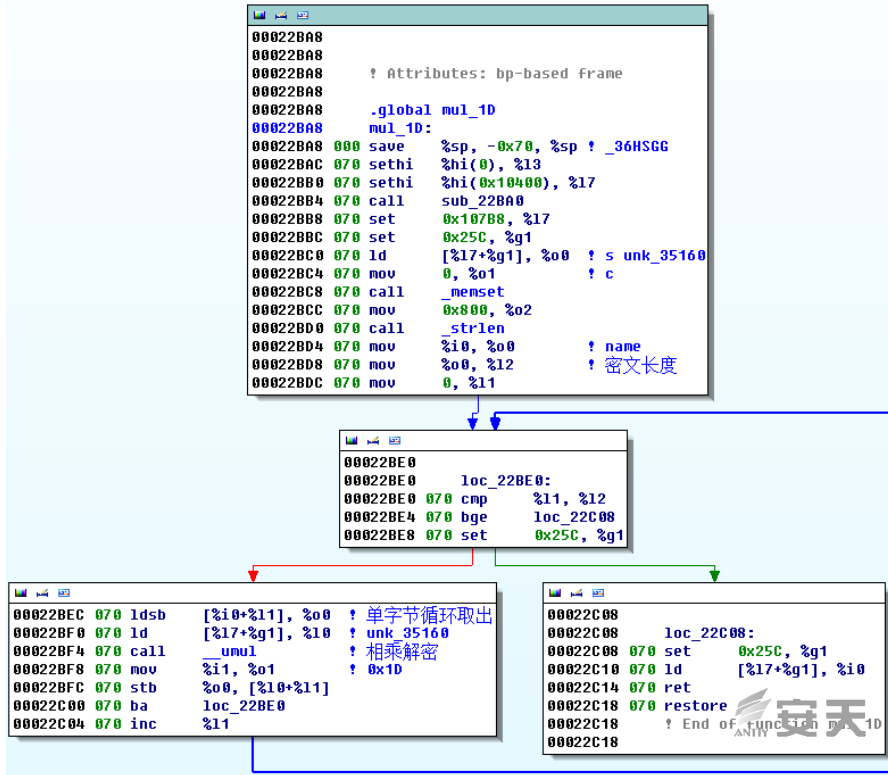 00022BA8
00022BA8
00022BA8 ! Attributes: bp-based frame
00022BA8
00022BA8 .global mul_1D
00022BA8 mul_1D:
00022BA8 000 save %sp, -0x70, %sp ! _36HSGG
00022BAC 070 sethi %hi(0), %l3
00022BB0 070 sethi %hi(0x10400), %l7
00022BB4 070 call sub_22BA0
00022BB8 070 set 0x107B8, %l7
00022BBC 070 set 0x25C, %g1
00022BC0 070 ld [%l7+%g1], %o0 ! s unk_35160
00022BC4 070 mov 0, %o1 ! c
00022BC8 070 call _memset
00022BCC 070 mov 0x800, %o2
00022BD0 070 call _strlen
00022BD4 070 mov %i0, %o0 ! name
00022BD8 070 mov %o0, %l2 ! 密文长度
00022BDC 070 mov 0, %l1
00022BE0
00022BE0 loc_22BE0:
00022BE0 070 cmp %l1, %l2
00022BE4 070 bge loc_22C08
00022BE8 070 set 0x25C, %g1
00022BEC 070 ldsb [%i0+%l1], %o0 ! 单字节循环取出
00022BF0 070 ld [%l7+%g1], %l0 ! unk_35160
00022BF4 070 call __umul ! 相乘解密
00022BF8 070 mov %i1, %o1 ! 0x1D
00022BFC 070 stb %o0, [%l0+%l1]
00022C00 070 ba loc_22BE0
00022C04 070 inc %l1
00022C08
00022C08 loc_22C08:
00022C08 070 set 0x25C, %g1
00022C10 070 ld [%l7+%g1], %i0
00022C14 070 ret
00022C18 070 restore
00022C18 ! End of function mul_1D
00022C18
ANTIY 安天